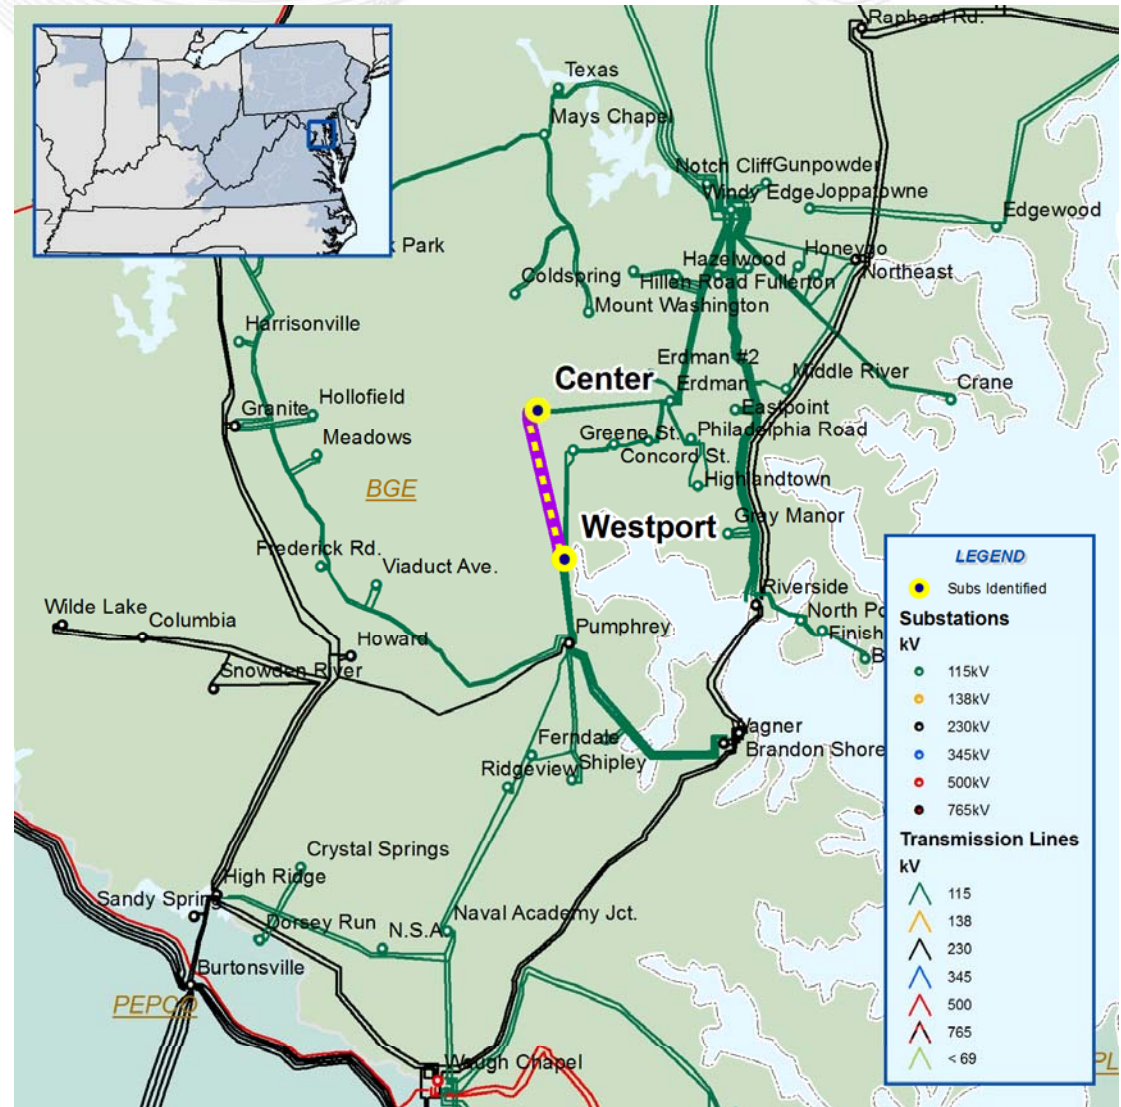 Raphael Rd.
Texas
Mays Chapel
Notch Cliff
Gunpowder
Windy Edge
Joppatowne
Edgewood
Park
Honeygo
Hazelwood
Northeast
Coldspring
Hillen Road
Fullerton
Mount Washington
Harrisonville
Erdman #2
Middle River
Center
Erdman
Crane
Hollofield
Granite
Eastpoint
Greene St.
Philadelphia Road
Meadows
Concord St.
Highlandtown
BGE
Westport
Gray Manor
Frederick Rd.
Viaduct Ave.
Riverside
Wilde Lake
Columbia
North Po
Pumphrey
Finish
Howard
B
Snowden River
Wagner
Ferndale
Brandon Shore
Shipley
Ridgeview
Crystal Springs
High Ridge
Sandy Spring
Naval Academy Jct.
Dorsey Run
N.S.A.
Burtonsville
PEPCO
Waugh Chapel
PL
LEGEND
Subs Identified
Substations
kV
115kV
138kV
230kV
345kV
500kV
765kV
Transmission Lines
kV
115
138
230
345
500
765
< 69